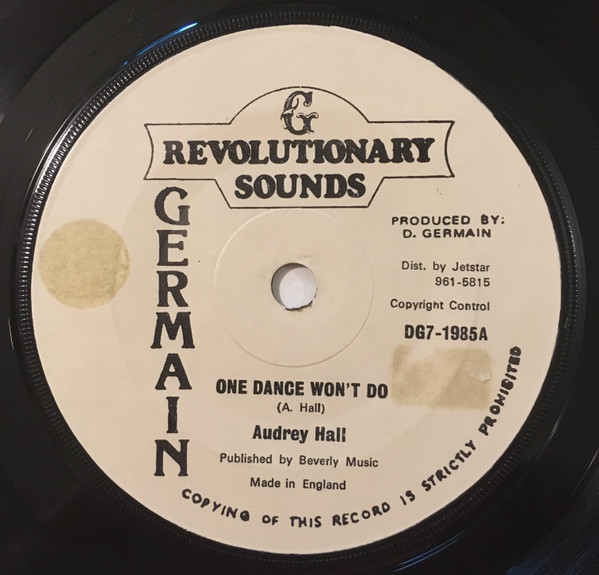 G
REVOLUTIONARY
SOUNDS
GERMAIN
PRODUCED BY:
D. GERMAIN
Dist. by Jetstar
961-5815
Copyright Control
DG7-1985A
ONE DANCE WON'T DO
(A. Hall)
Audrey Hall
Published by Beverly Music
Made in England
COPYING OF THIS RECORD IS STRICTLY PROHIBITED